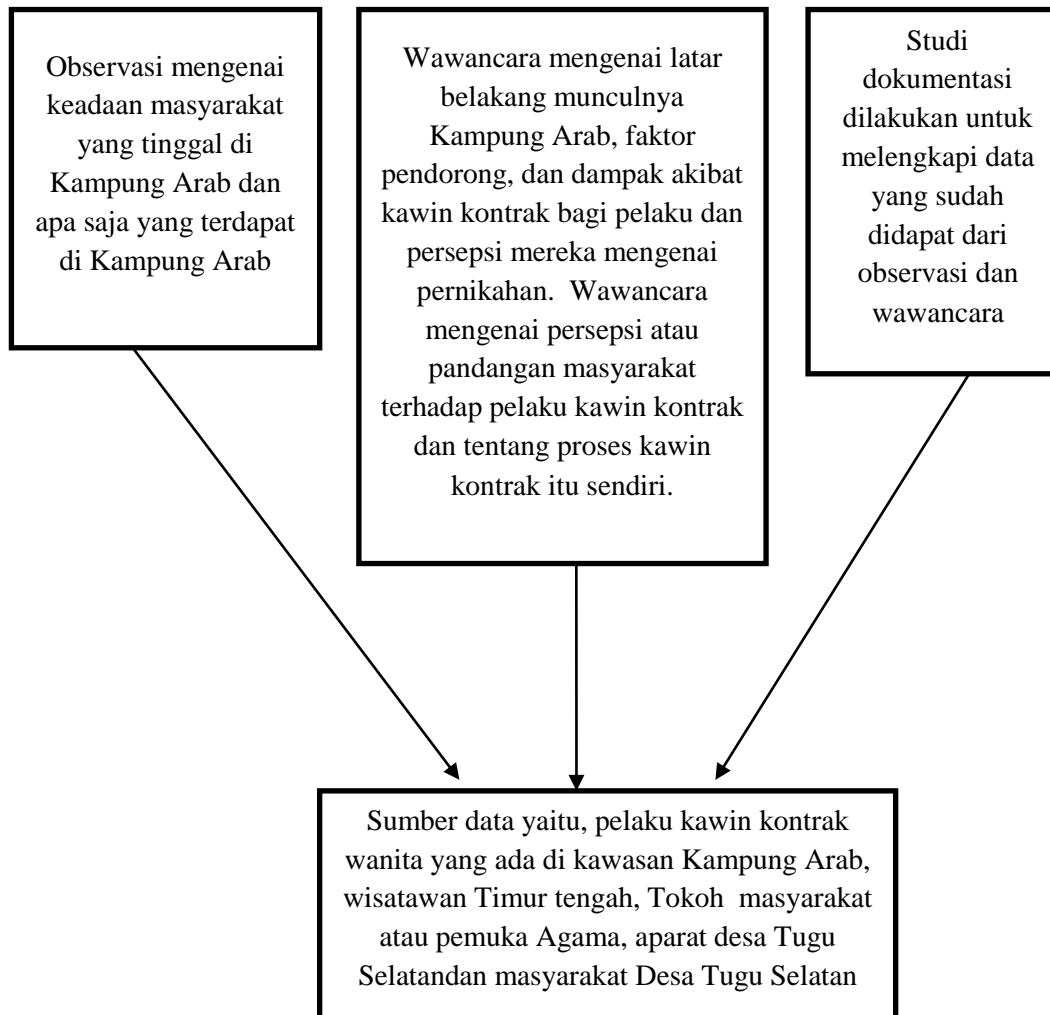 Observasi mengenai
keadaan masyarakat
yang tinggal di
Kampung Arab dan
apa saja yang terdapat
di Kampung Arab
Wawancara mengenai latar
belakang munculnya
Kampung Arab, faktor
pendorong, dan dampak akibat
kawin kontrak bagi pelaku dan
persepsi mereka mengenai
pernikahan. Wawancara
mengenai persepsi atau
pandangan masyarakat
terhadap pelaku kawin kontrak
dan tentang proses kawin
kontrak itu sendiri.
Studi
dokumentasi
dilakukan untuk
melengkapi data
yang sudah
didapat dari
observasi dan
wawancara
Sumber data yaitu, pelaku kawin kontrak
wanita yang ada di kawasan Kampung Arab,
wisatawan Timur tengah, Tokoh masyarakat
atau pemuka Agama, aparat desa Tugu
Selatandan masyarakat Desa Tugu Selatan